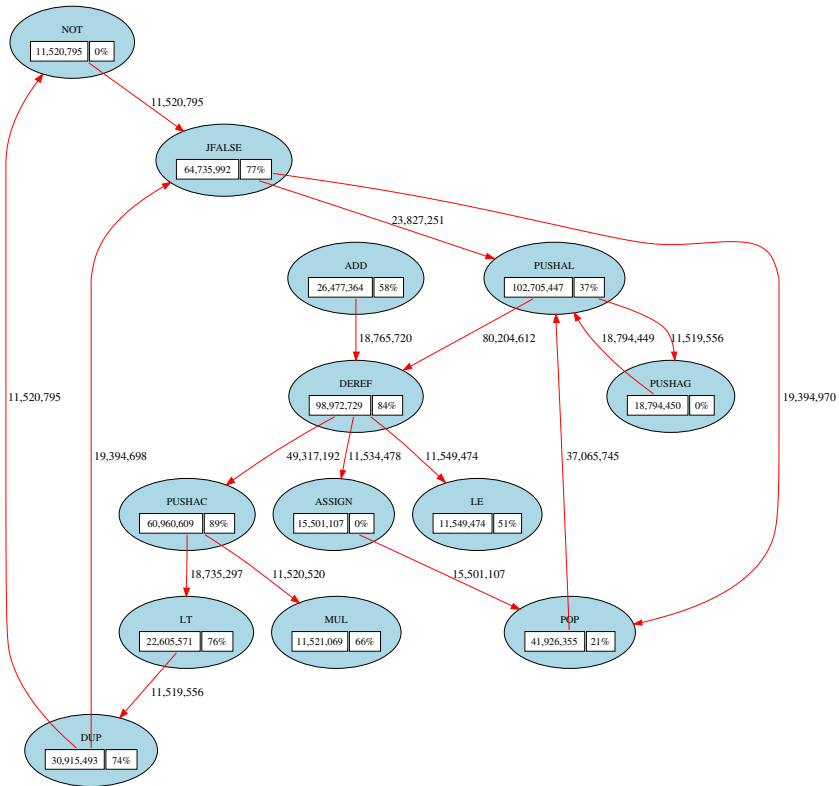 NOT
11,520,795 0%
11,520,795
JFALSE
64,735,992 77%
23,827,251
ADD
26,477,364 58%
PUSHAL
102,705,447 37%
18,765,720
80,204,612
18,794,449
11,519,556
DEREF
98,972,729 84%
PUSHAG
18,794,450 0%
11,520,795
19,394,970
19,394,698
49,317,192
11,534,478
11,549,474
37,065,745
PUSHAC
60,960,609 89%
ASSIGN
15,501,107 0%
LE
11,549,474 51%
18,735,297
11,520,520
15,501,107
LT
22,605,571 76%
MUL
11,521,069 66%
POP
41,926,355 21%
11,519,556
DUP
30,915,493 74%